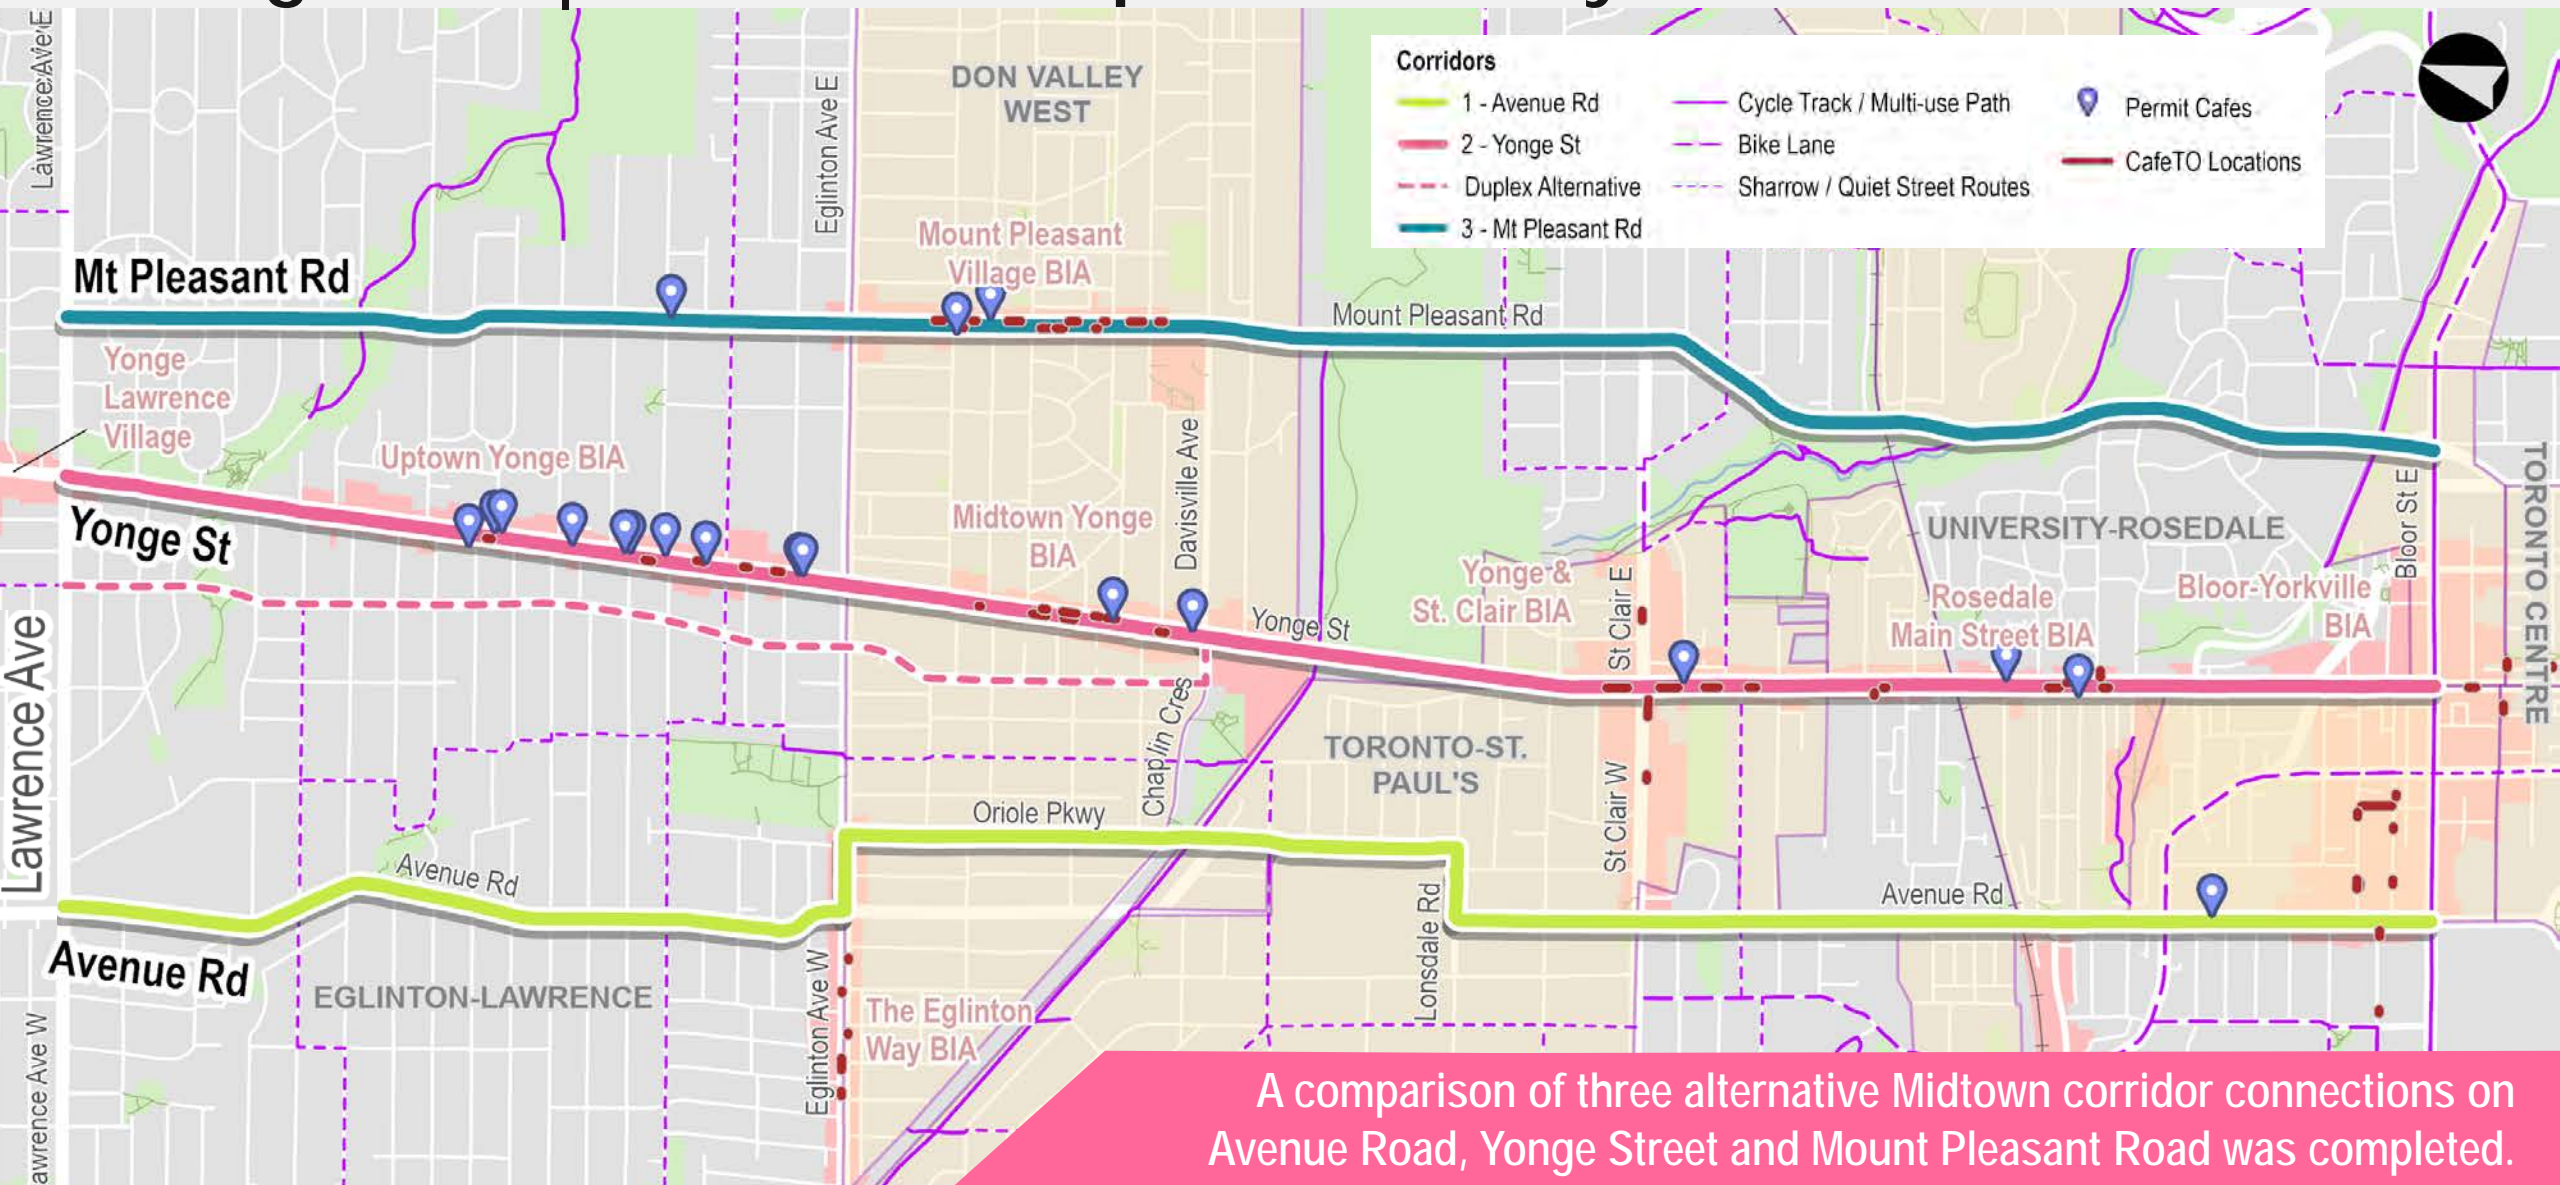 Corridors
1 - Avenue Rd
2 - Yonge St
Duplex Alternative
3 - Mt Pleasant Rd
Cycle Track / Multi-use Path
Bike Lane
Sharrow / Quiet Street Routes
Permit Cafes
CafeTO Locations
Lawrence Ave E
Eglinton Ave E
DON VALLEY
WEST
Mount Pleasant
Village BIA
Mt Pleasant Rd
Mount Pleasant Rd
Yonge
Lawrence
Village
Uptown Yonge BIA
Yonge St
Midtown Yonge
BIA
Davisville Ave
Yonge St
Yonge &
St. Clair BIA
St Clair E
UNIVERSITY-ROSEDALE
Rosedale
Main Street BIA
Bloor-Yorkville
BIA
Bloor St E
TORONTO CENTRE
Lawrence Ave
Chaplin Cres
TORONTO-ST.
PAUL'S
St Clair W
Oriole Pkwy
Avenue Rd
Avenue Rd
Lonsdale Rd
Avenue Rd
EGLINTON-LAWRENCE
Eglinton Ave W
The Eglinton
Way BIA
awrence Ave W
A comparison of three alternative Midtown corridor connections on
Avenue Road, Yonge Street and Mount Pleasant Road was completed.